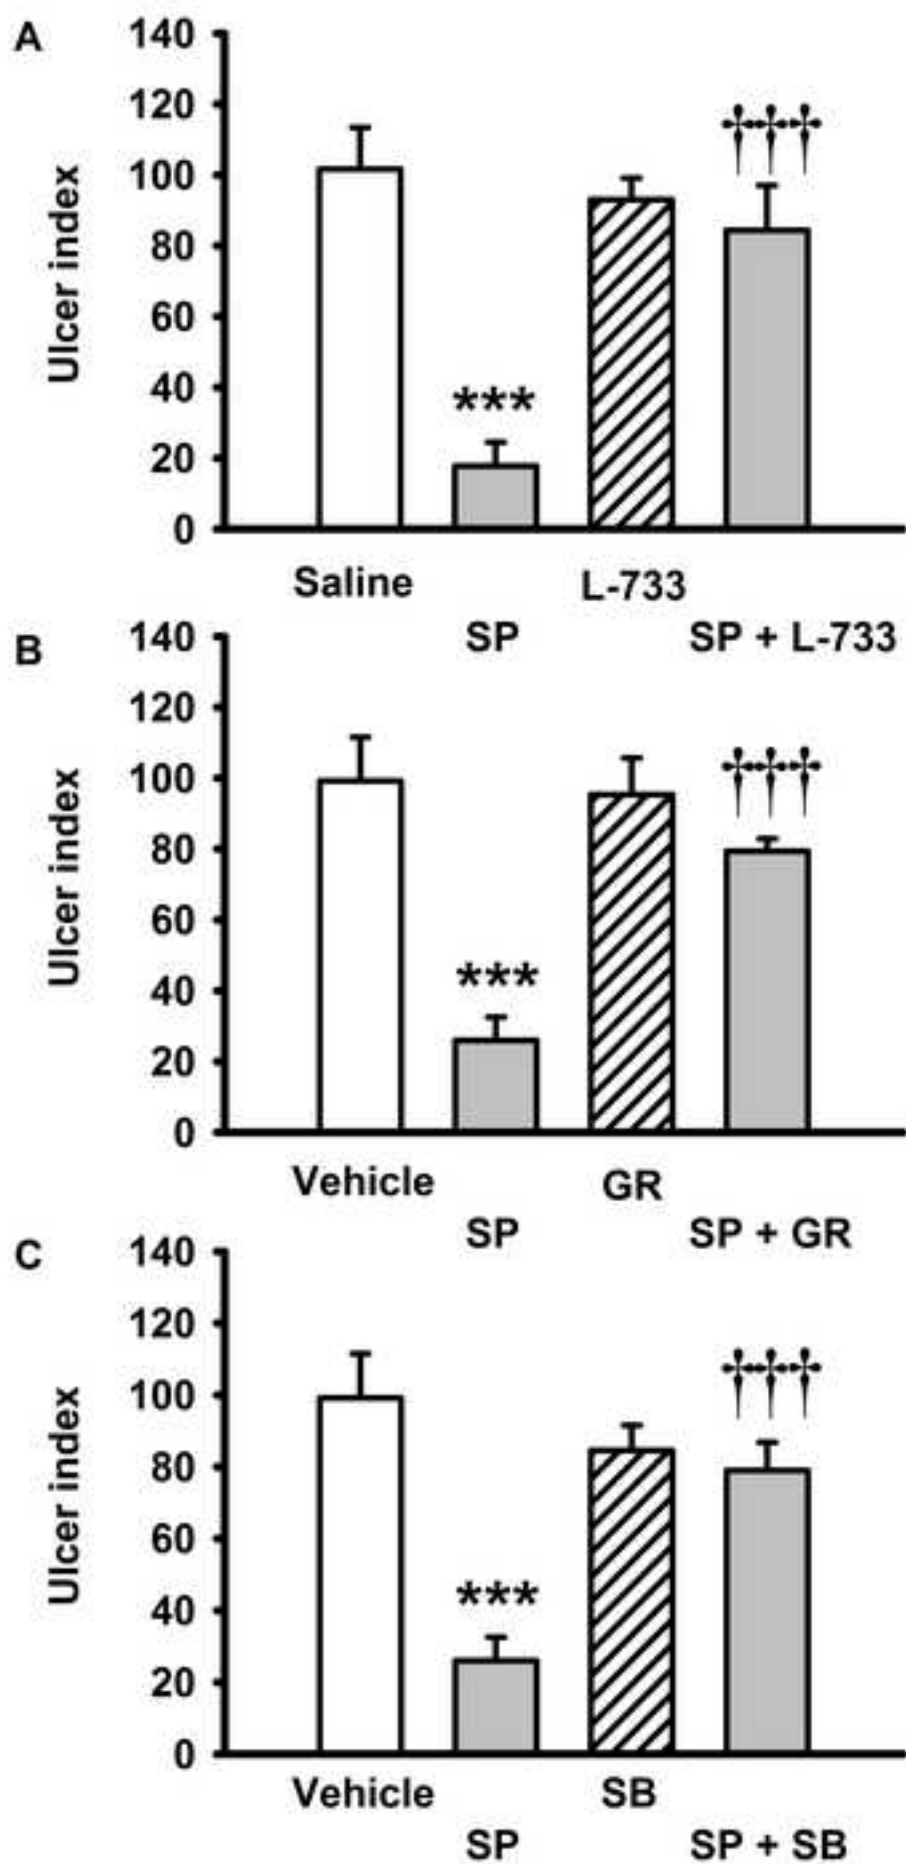 A
Ulcer index
140
120
100
80
60
40
20
0
***
†††
Saline
SP
L-733
SP + L-733
B
Ulcer index
140
120
100
80
60
40
20
0
***
†††
Vehicle
SP
GR
SP + GR
C
Ulcer index
140
120
100
80
60
40
20
0
***
†††
Vehicle
SP
SB
SP + SB